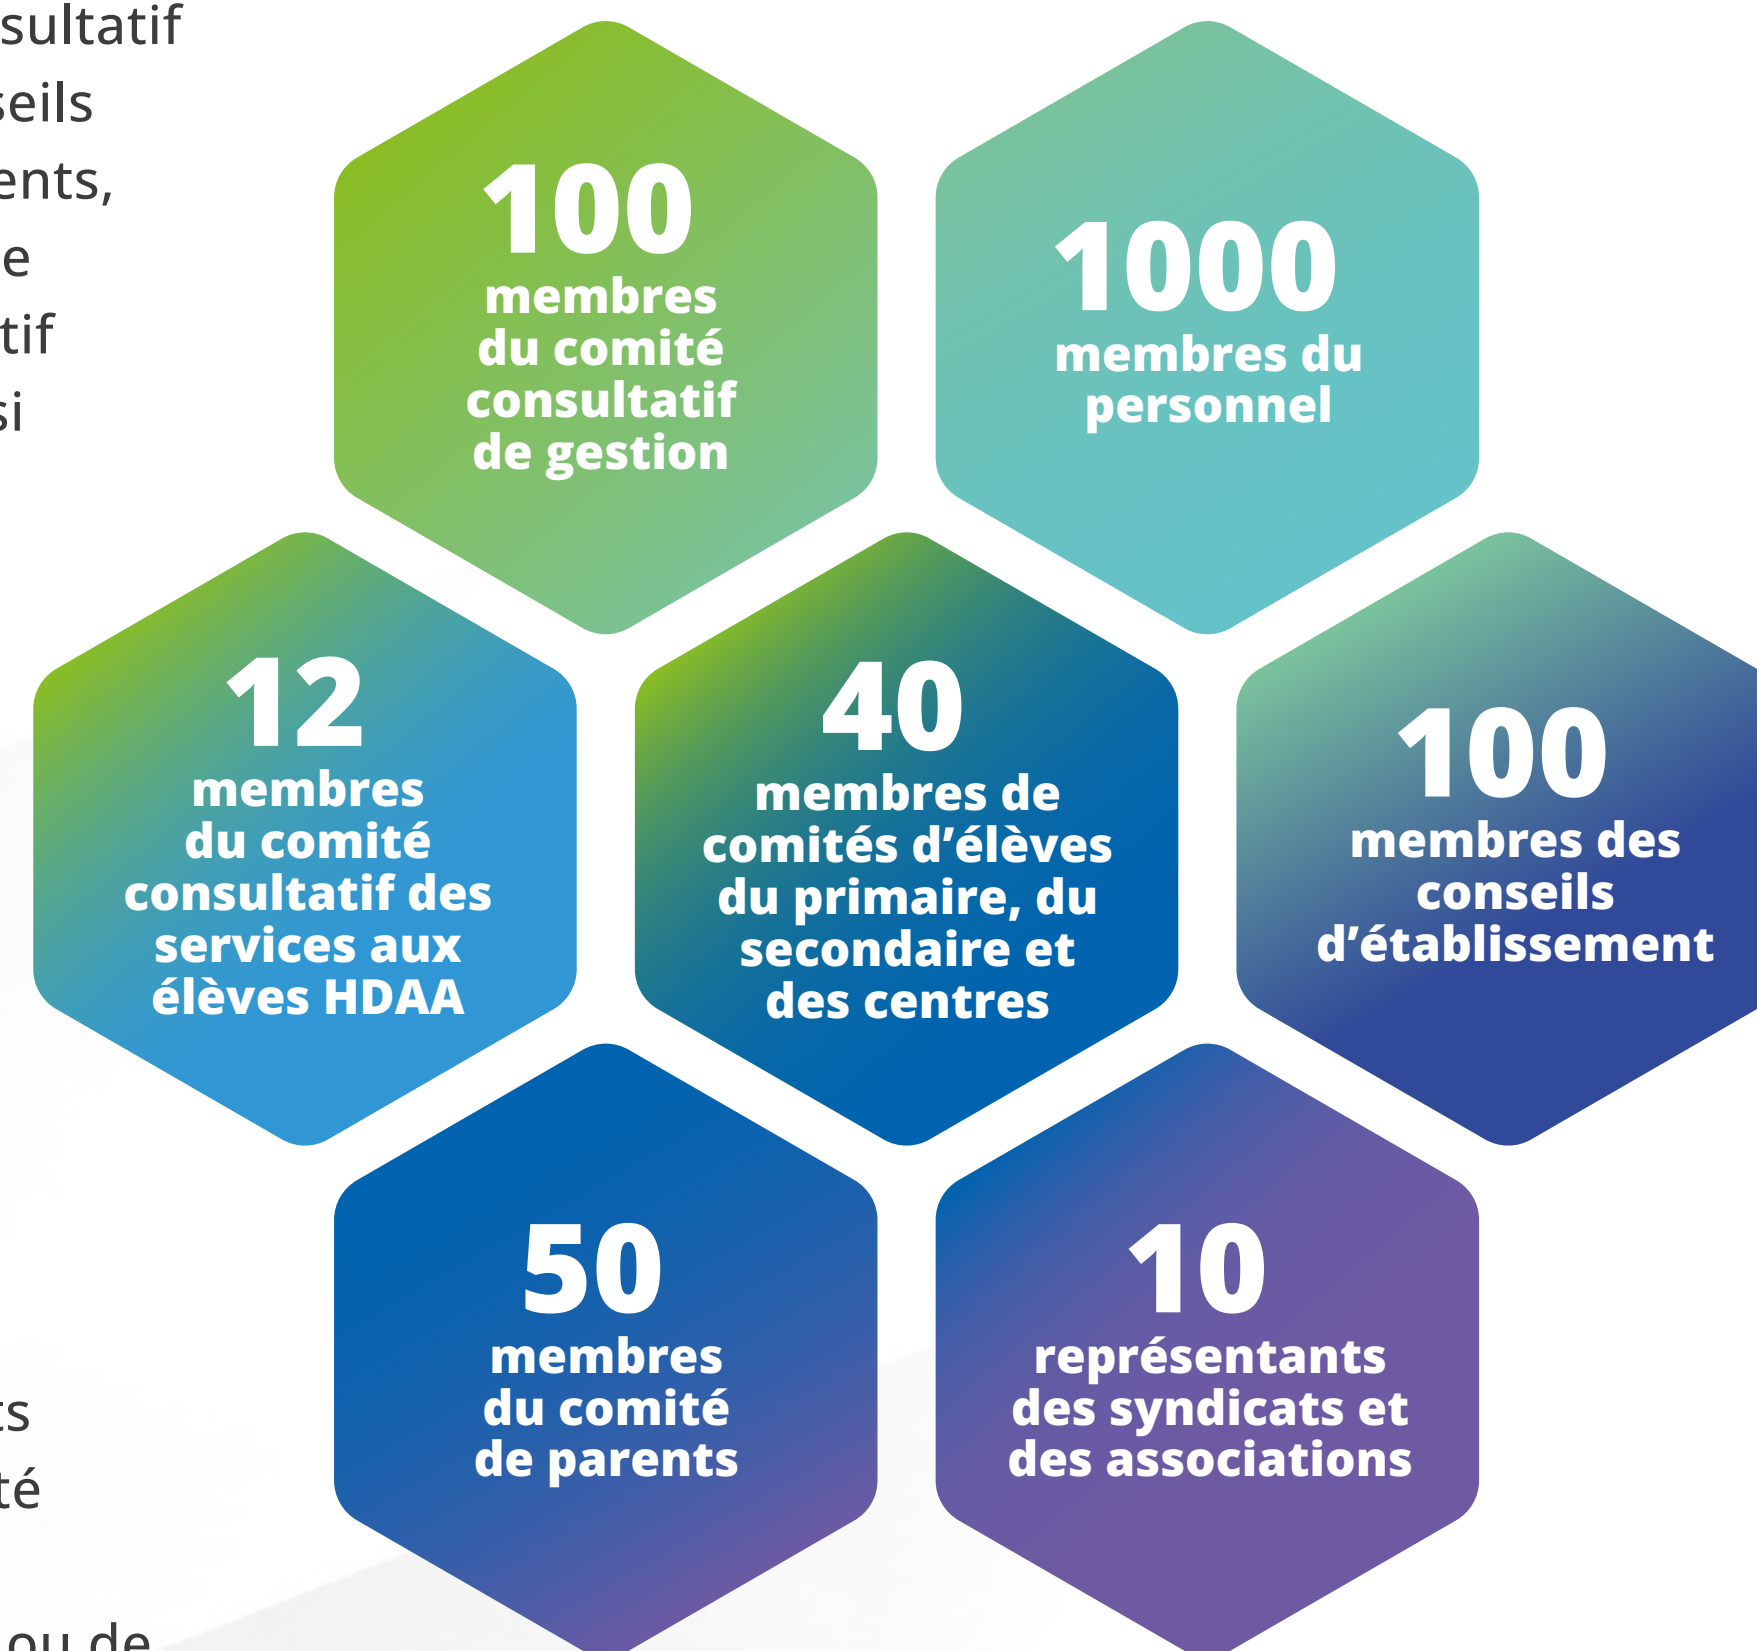 sultatif
seils
ents,
e
tif
si
100
membres
du comité
consultatif
de gestion
1000
membres du
personnel
12
membres
du comité
consultatif des
services aux
élèves HDAA
40
membres de
comités d’élèves
du primaire, du
secondaire et
des centres
100
membres des
conseils
d’établissement
50
membres
du comité
de parents
10
représentants
des syndicats et
des associations
ts
té
ou de